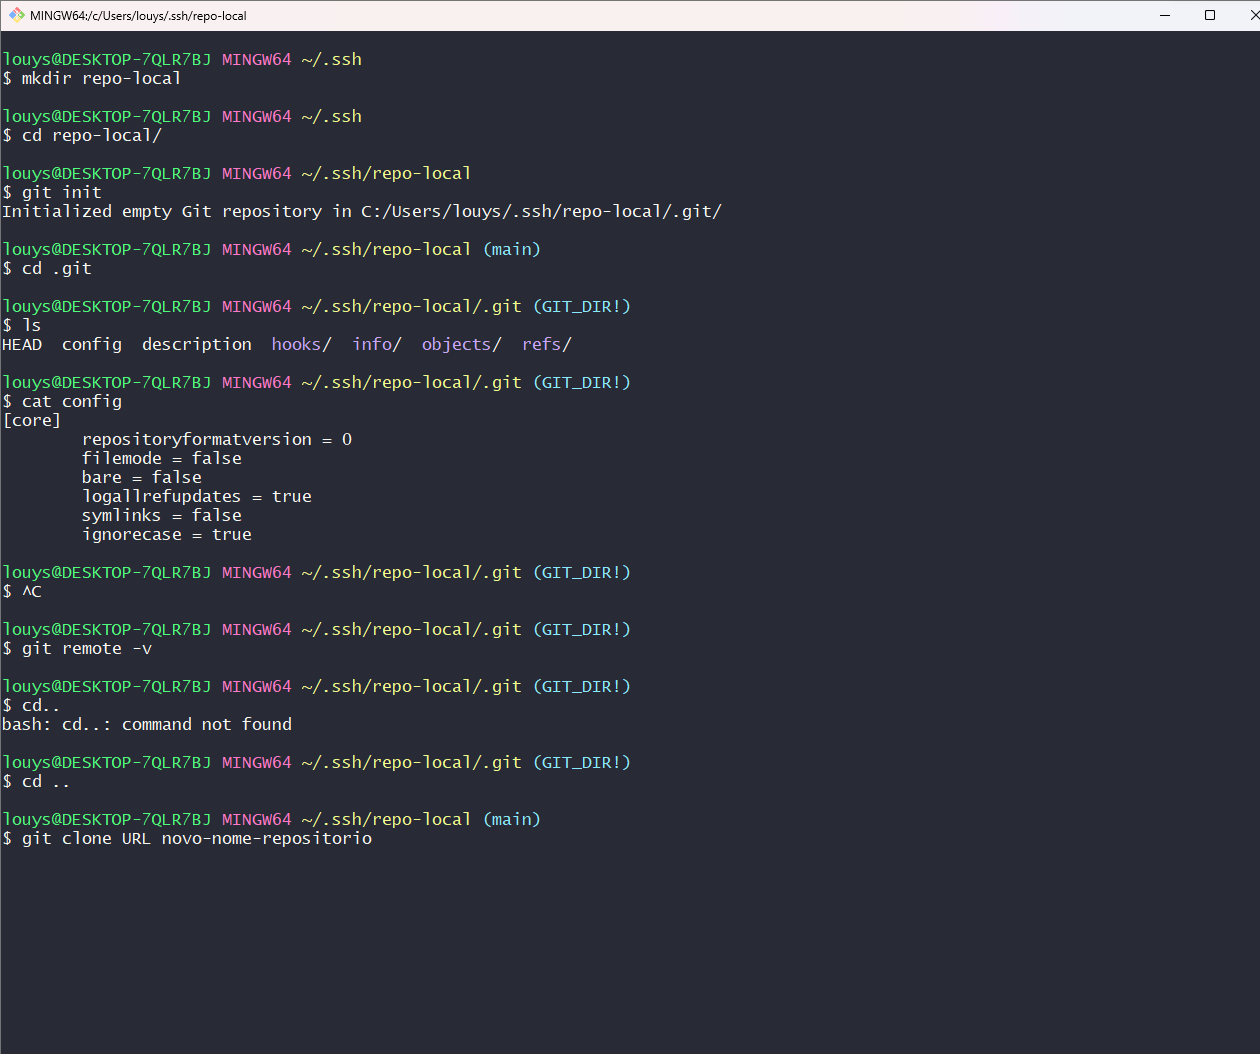 MINGW64:/c/Users/louys/.ssh/repo-local
louys@DESKTOP-7QLR7BJ MINGW64 ~/.ssh
$ mkdir repo-local
louys@DESKTOP-7QLR7BJ MINGW64 ~/.ssh
$ cd repo-local/
louys@DESKTOP-7QLR7BJ MINGW64 ~/.ssh/repo-local
$ git init
Initialized empty Git repository in C:/Users/louys/.ssh/repo-local/.git/
louys@DESKTOP-7QLR7BJ MINGW64 ~/.ssh/repo-local (main)
$ cd .git
louys@DESKTOP-7QLR7BJ MINGW64 ~/.ssh/repo-local/.git (GIT_DIR!)
$ ls
HEAD  config  description  hooks/  info/  objects/  refs/
louys@DESKTOP-7QLR7BJ MINGW64 ~/.ssh/repo-local/.git (GIT_DIR!)
$ cat config
[core]
        repositoryformatversion = 0
        filemode = false
        bare = false
        logallrefupdates = true
        symlinks = false
        ignorecase = true
louys@DESKTOP-7QLR7BJ MINGW64 ~/.ssh/repo-local/.git (GIT_DIR!)
$ ^C
louys@DESKTOP-7QLR7BJ MINGW64 ~/.ssh/repo-local/.git (GIT_DIR!)
$ git remote -v
louys@DESKTOP-7QLR7BJ MINGW64 ~/.ssh/repo-local/.git (GIT_DIR!)
$ cd..
bash: cd..: command not found
louys@DESKTOP-7QLR7BJ MINGW64 ~/.ssh/repo-local/.git (GIT_DIR!)
$ cd ..
louys@DESKTOP-7QLR7BJ MINGW64 ~/.ssh/repo-local (main)
$ git clone URL novo-nome-repositorio